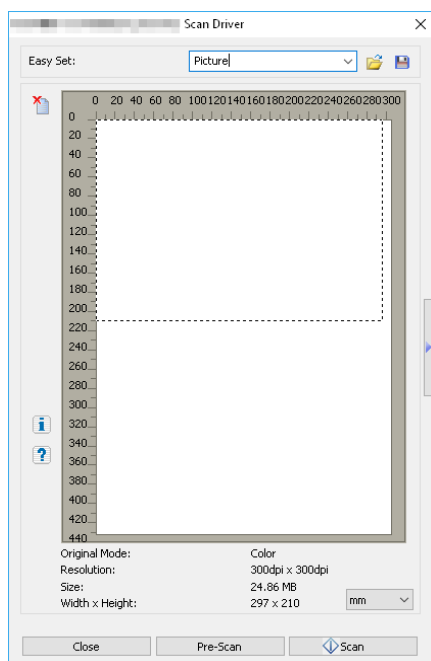 Scan Driver
Easy Set: Picture
0 20 40 60 80 100 120 140 160 180 200 220 240 260 280 300
0
20
40
60
80
100
120
140
160
180
200
220
240
260
280
300
320
340
360
380
400
420
440
Original Mode: Color
Resolution: 300dpi x 300dpi
Size: 24.86 MB
Width x Height: 297 x 210 mm
Close Pre-Scan Scan